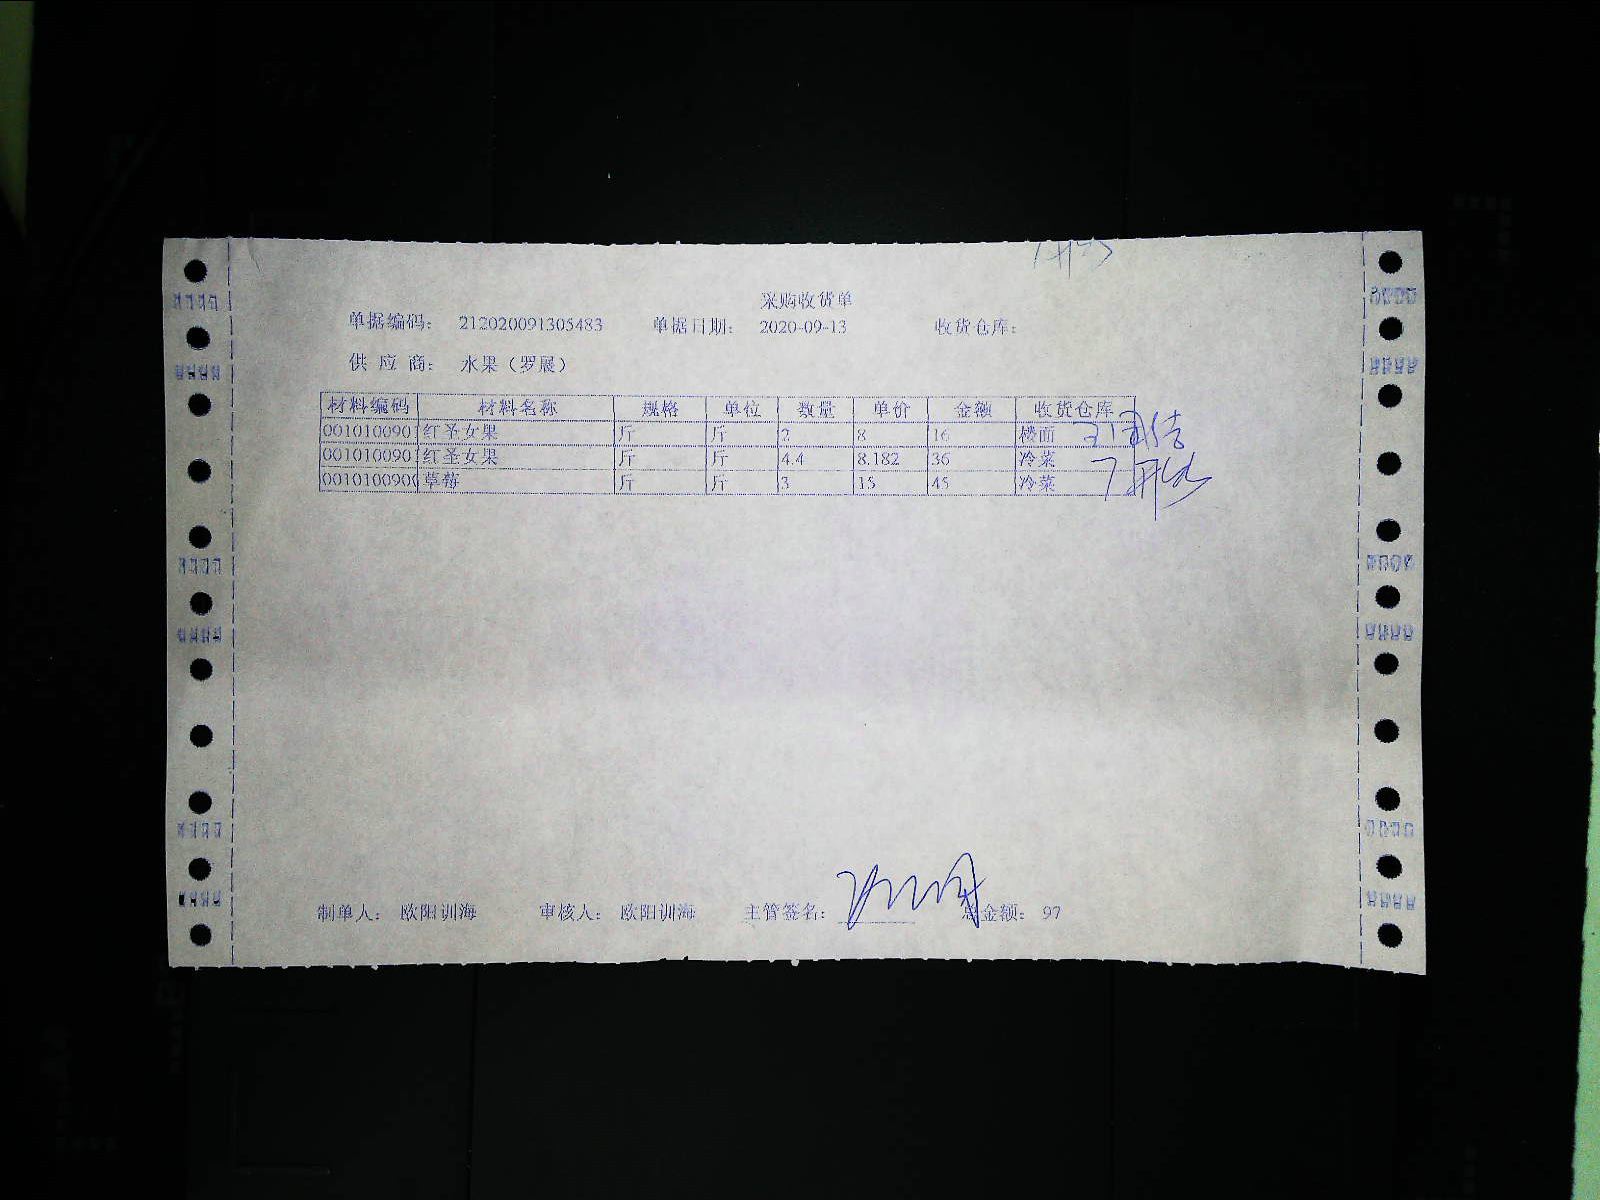 采购收货单
单据编码： 212020091305483 单据日期： 2020-09-13 收货仓库：
供 应 商： 水果（罗展）
材料编码 材料名称 规格 单位 数量 单价 金额 收货仓库
001010090 红圣女果 斤 斤 2 8 16 楼面
001010090 红圣女果 斤 斤 4.4 8.182 36 冷菜
001010090 草莓 斤 斤 3 15 45 冷菜
制单人： 欧阳训海 审核人： 欧阳训海 主管签名： 总金额： 97